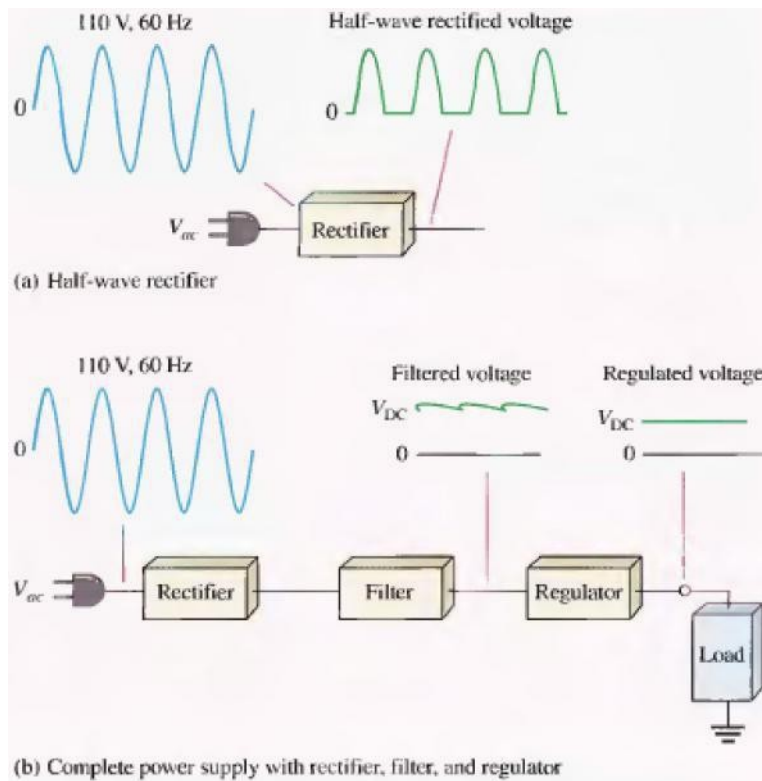 110 V, 60 Hz
Half-wave rectified voltage
0
0
Vac
Rectifier
(a) Half-wave rectifier
110 V, 60 Hz
Filtered voltage
Regulated voltage
VDC
VDC
0
0
0
Vac
Rectifier
Filter
Regulator
Load
(b) Complete power supply with rectifier, filter, and regulator